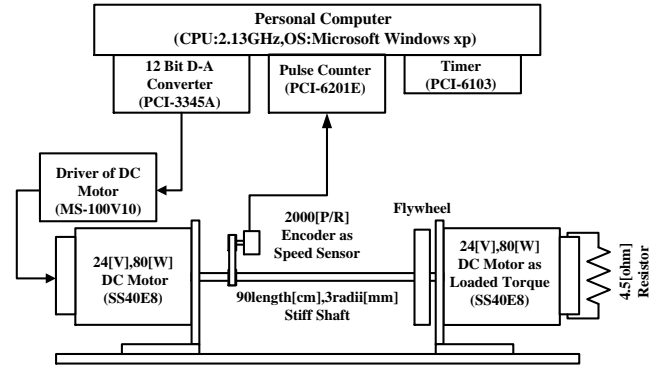 Personal Computer
(CPU:2.13GHz,OS:Microsoft Windows xp)
12 Bit D-A
Converter
(PCI-3345A)
Pulse Counter
(PCI-6201E)
Timer
(PCI-6103)
Driver of DC
Motor
(MS-100V10)
2000[P/R]
Encoder as
Speed Sensor
Flywheel
24[V],80[W]
DC Motor
(SS40E8)
90length[cm],3radii[mm]
Stiff Shaft
24[V],80[W]
DC Motor as
Loaded Torque
(SS40E8)
4.5[ohm]
Resistor